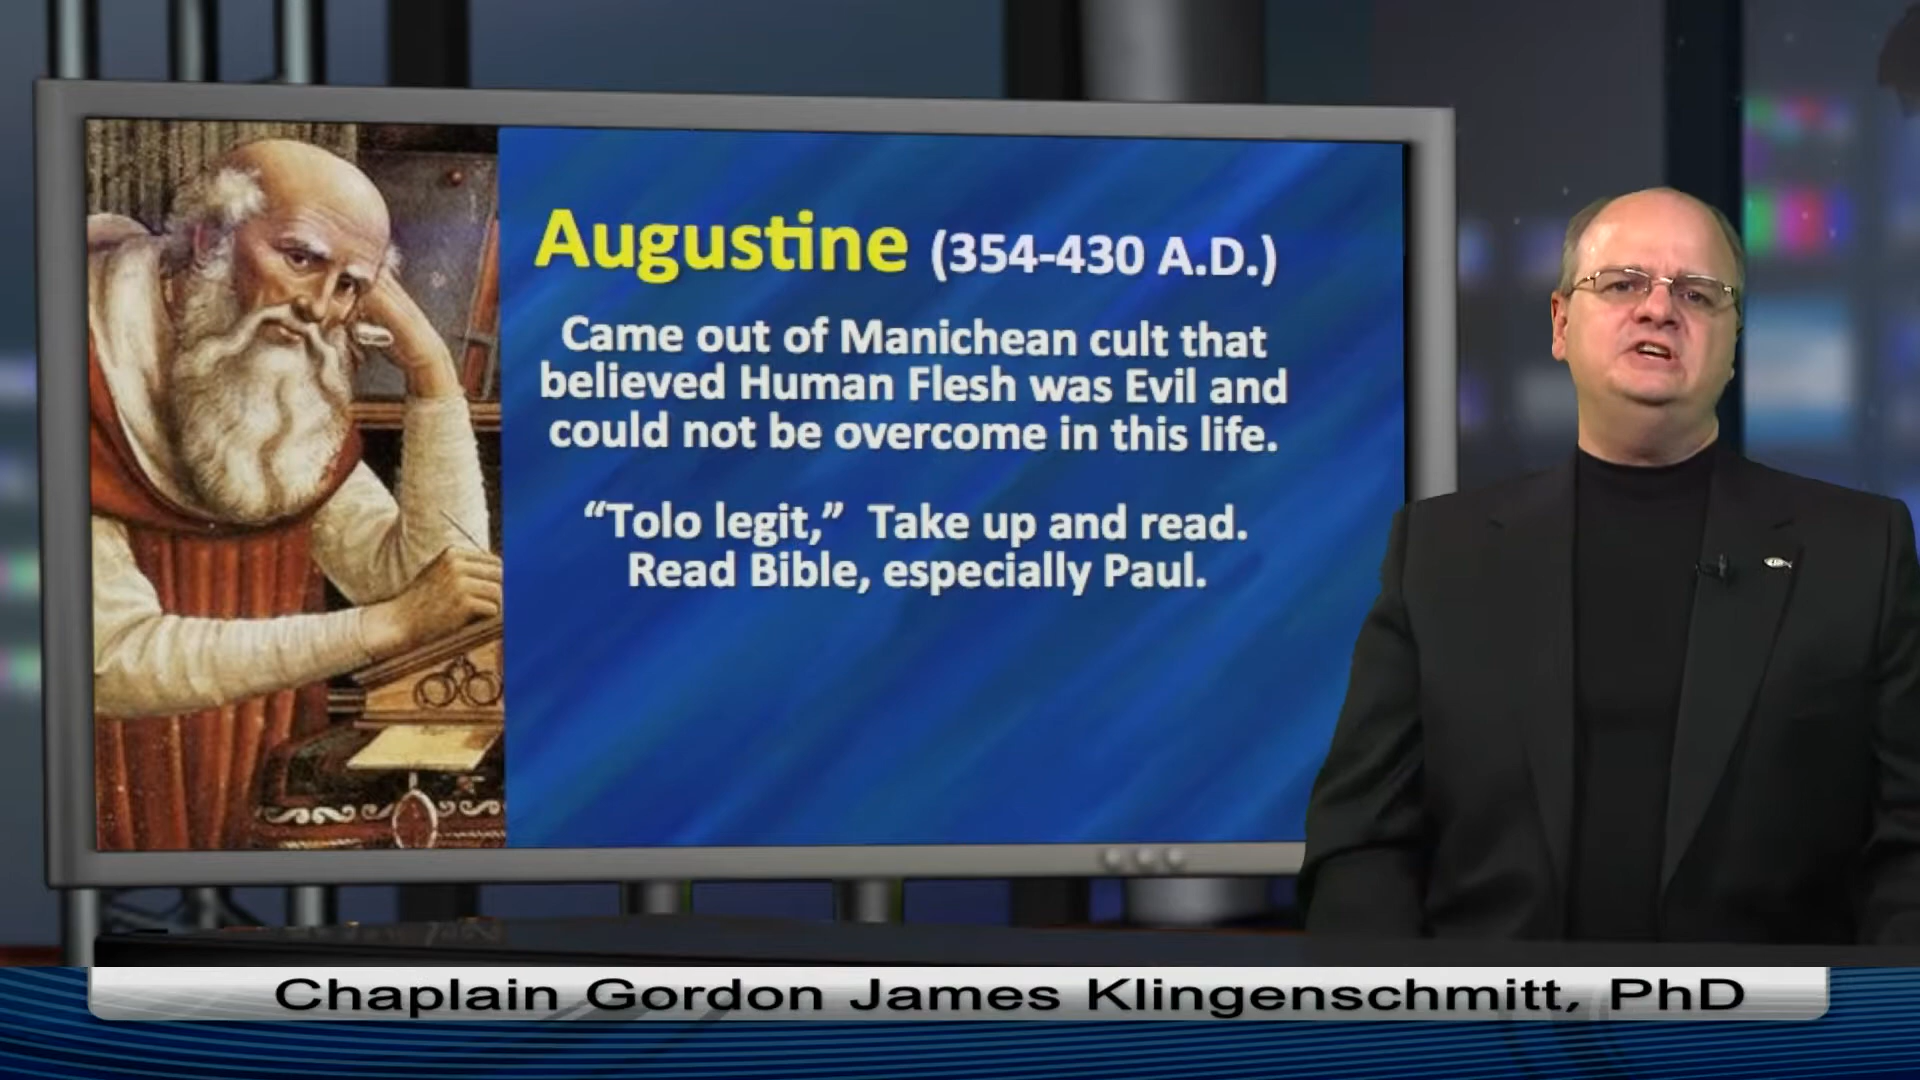 Augustine (354-430 A.D.)
Came out of Manichean cult that
believed Human Flesh was Evil and
could not be overcome in this life.
“Tolo legit,” Take up and read.
Read Bible, especially Paul.
Chaplain Gordon James Klingenschmitt, PhD